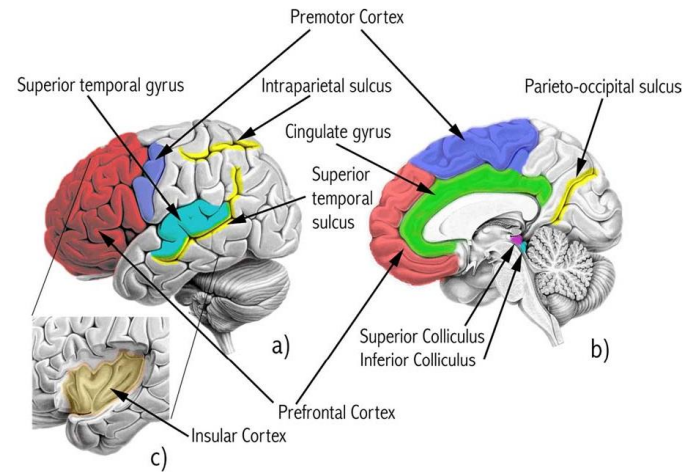 Premotor Cortex
Superior temporal gyrus
Intraparietal sulcus
Parieto-occipital sulcus
Cingulate gyrus
Superior
temporal
sulcus
Superior Colliculus
Inferior Colliculus
a)
b)
Prefrontal Cortex
Insular Cortex
c)